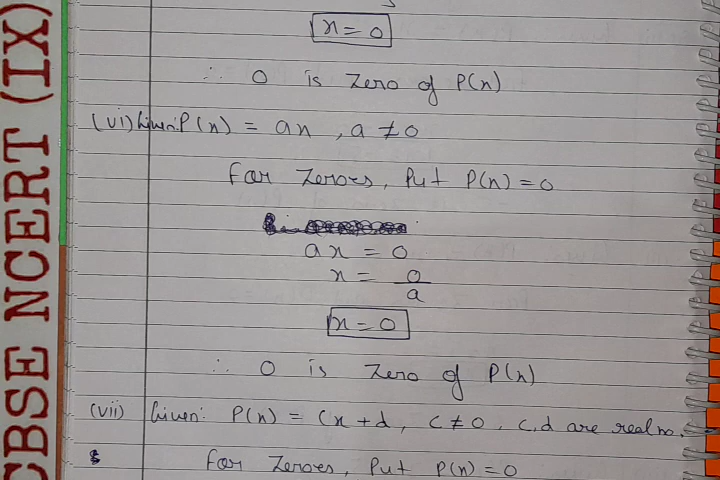 CBSE NCERT (IX)
x = 0
∴ 0 is zero of P(x)
(vi) Given: P(x) = ax , a ≠ 0
For Zeroes, Put P(x) = 0
ax = 0
x = 0/a
x = 0
∴ 0 is Zero of P(x)
(vii) Given: P(x) = cx + d, c ≠ 0, c,d are real no.
For Zeroes, Put P(x) = 0